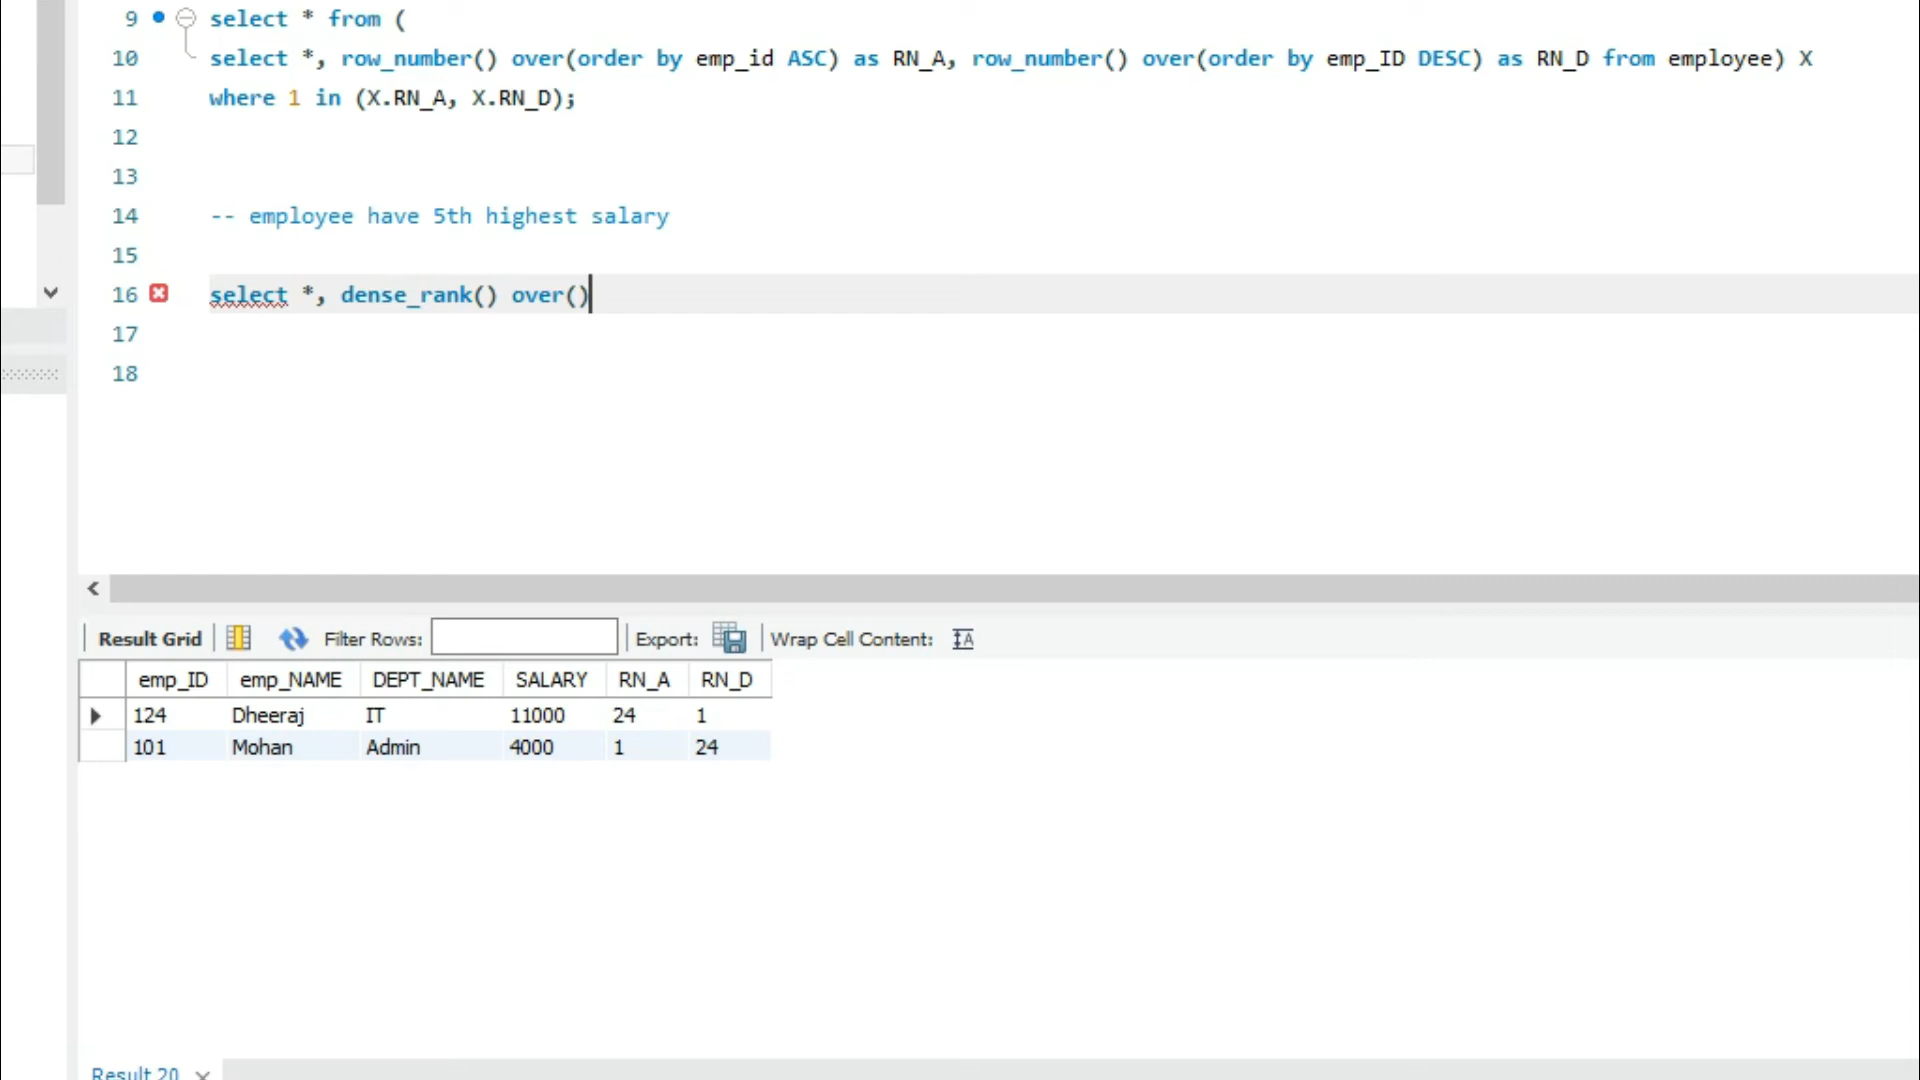 9 select * from (
10 select *, row_number() over(order by emp_id ASC) as RN_A, row_number() over(order by emp_ID DESC) as RN_D from employee) X
11 where 1 in (X.RN_A, X.RN_D);
12
13
14 -- employee have 5th highest salary
15
16 select *, dense_rank() over()
17
18
Result Grid Filter Rows: Export: Wrap Cell Content: IA
emp_ID emp_NAME DEPT_NAME SALARY RN_A RN_D
124 Dheeraj IT 11000 24 1
101 Mohan Admin 4000 1 24
Result 20